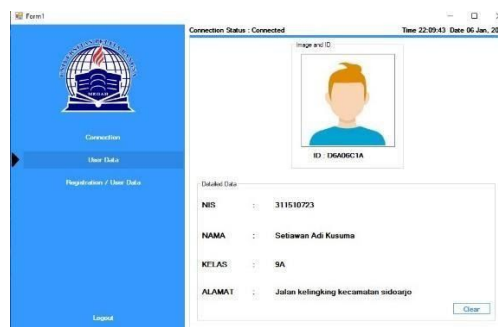 Form1
Connection Status : Connected
Time 22:09:43 Date 06 Jan, 20
MEDAN
Connection
User Data
Registration / User Data
Logout
Image and ID
ID : D6A06C1A
Detailed Data
NIS : 311510723
NAMA : Setiawan Adi Kusuma
KELAS : 9A
ALAMAT : Jalan kelingking kecamatan sidoarjo
Clear